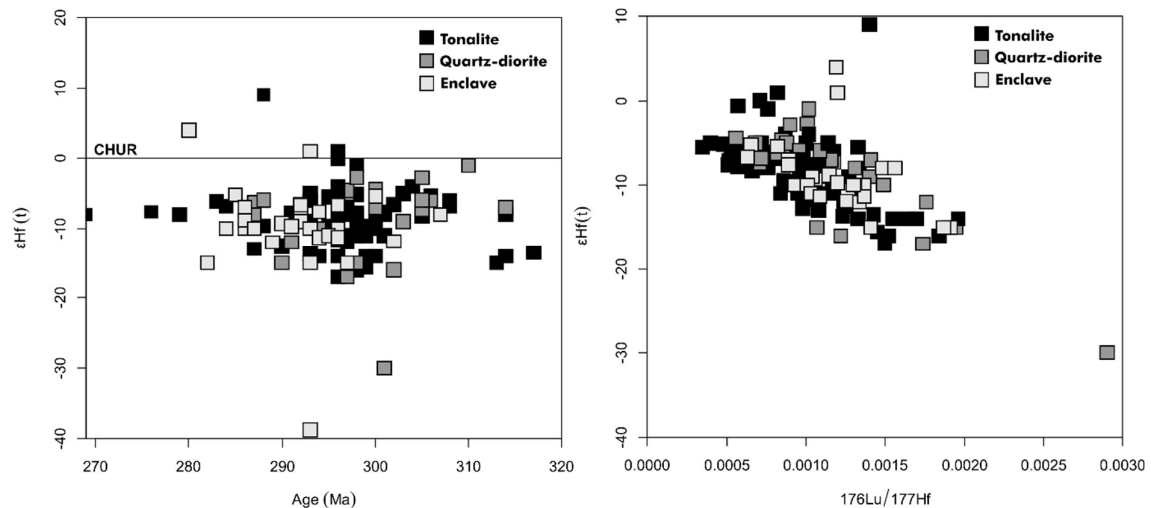 20
10
0
-10
-20
-30
-40
εHf (t)
CHUR
Tonalite
Quartz-diorite
Enclave
270 280 290 300 310 320
Age (Ma)
10
0
-10
-20
-30
-40
εHf(t)
Tonalite
Quartz-diorite
Enclave
0.0000 0.0005 0.0010 0.0015 0.0020 0.0025 0.0030
176Lu/177Hf